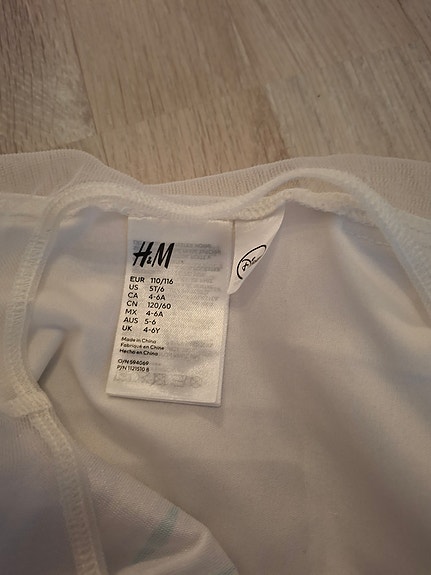 H&M
EUR 110/116
US 5T/6
CA 4-6A
CN 120/60
MX 4-6A
AUS 5-6
UK 4-6Y
Made in China
Fabriqué en Chine
Hecho en China
O/N 594069
P/N 1121510 8